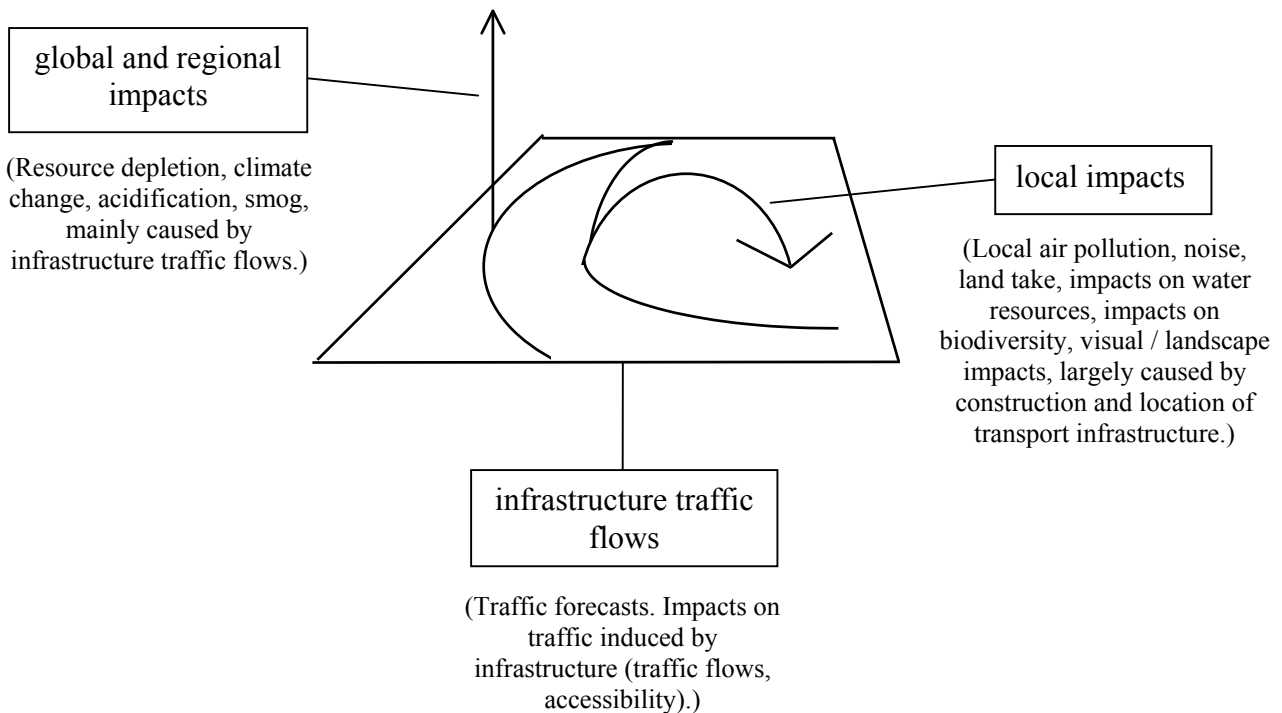 global and regional
impacts
(Resource depletion, climate
change, acidification, smog,
mainly caused by
infrastructure traffic flows.)
local impacts
(Local air pollution, noise,
land take, impacts on water
resources, impacts on
biodiversity, visual / landscape
impacts, largely caused by
construction and location of
transport infrastructure.)
infrastructure traffic
flows
(Traffic forecasts. Impacts on
traffic induced by
infrastructure (traffic flows,
accessibility).)